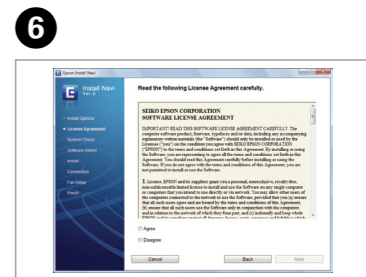 6
Epson Install Navi
Install Navi
Read the following License Agreement carefully.
SEIKO EPSON CORPORATION
SOFTWARE LICENSE AGREEMENT
IMPORTANT! READ THIS SOFTWARE LICENSE AGREEMENT CAREFULLY. The
computer software product, fontware, typefaces and/or data, including any accompanying
explanatory written materials (the "Software") should only be installed or used by the
Licensee ("you") on the condition you agree with SEIKO EPSON CORPORATION
("EPSON") to the terms and conditions set forth in this Agreement. By installing or using
the Software, you are representing to agree all the terms and conditions set forth in this
Agreement. You should read this Agreement carefully before installing or using the
Software. If you do not agree with the terms and conditions of this Agreement, you are
not permitted to install or use the Software.
1. License. EPSON and its suppliers grant you a personal, nonexclusive, royalty-free,
non-sublicensable limited license to install and use the Software on any single computer
or computers that you intend to use directly or via network. You may allow other users of
the computers connected to the network to use the Software, provided that you (a) ensure
that all such users agree and are bound by the terms and conditions of this Agreement,
(b) ensure that all such users use the Software only in conjunction with the computers
and in relation to the network of which they form part, and (c) indemnify and keep whole
Install Options
License Agreement
System Check
Software Select
Install
Connection
Fax Setup
Finish
Agree
Disagree
Cancel
Back
Next